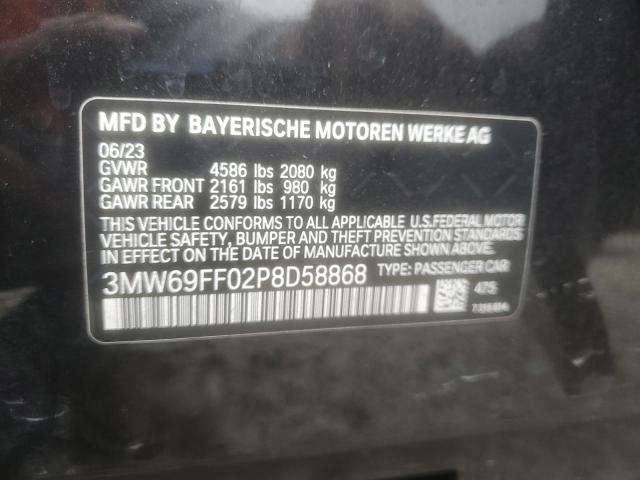 MFD BY BAYERISCHE MOTOREN WERKE AG
06/23
GVWR 4586 lbs 2080 kg
GAWR FRONT 2161 lbs 980 kg
GAWR REAR 2579 lbs 1170 kg
THIS VEHICLE CONFORMS TO ALL APPLICABLE U.S. FEDERAL MOTOR
VEHICLE SAFETY, BUMPER AND THEFT PREVENTION STANDARDS
IN EFFECT ON THE DATE OF MANUFACTURE SHOWN ABOVE.
3MW69FF02P8D58868 TYPE: PASSENGER CAR
475